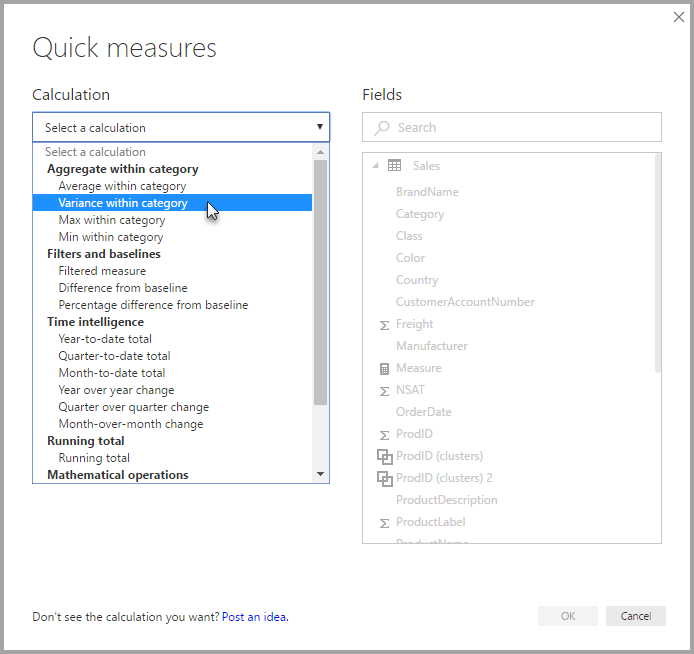 Quick measures
Calculation
Select a calculation
Select a calculation
Aggregate within category
Average within category
Variance within category
Max within category
Min within category
Filters and baselines
Filtered measure
Difference from baseline
Percentage difference from baseline
Time intelligence
Year-to-date total
Quarter-to-date total
Month-to-date total
Year over year change
Quarter over quarter change
Month-over-month change
Running total
Running total
Mathematical operations
Fields
Search
Sales
BrandName
Category
Class
Color
Country
CustomerAccountNumber
Freight
Manufacturer
Measure
NSAT
OrderDate
ProdID
ProdID (clusters)
ProdID (clusters) 2
ProductDescription
ProductLabel
ProductName
Don't see the calculation you want? Post an idea.
OK
Cancel